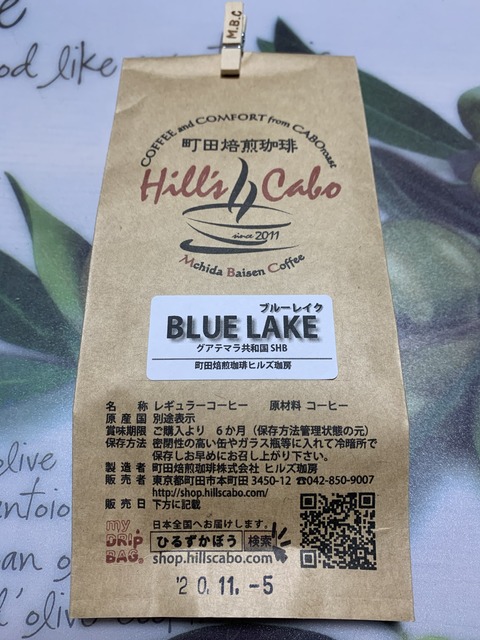 M.B.C
od like
COFFEE and COMFORT from CABOroast
町田焙煎珈琲
Hill's Cabo
since 2011
Mchida Baisen Coffee
ブルーレイク
BLUE LAKE
グアテマラ共和国 SHB
町田焙煎珈琲ヒルズ珈房
名 称 レギュラーコーヒー 原材料 コーヒー
原産国 別途表示
賞味期限 ご購入より 6か月（保存方法管理状態の元）
保存方法 密閉性の高い缶やガラス瓶等に入れて冷暗所で
保存しお早めにお召し上がり下さい。
製造者 町田焙煎珈琲株式会社 ヒルズ珈房
販売者 東京都町田市本町田 3450-12 ☎042-850-9007
http://shop.hillscabo.com/
販売日 下方に記載
my DRIP BAG.
日本全国へお届けします。
ひるずかぼう 検索
shop.hillscabo.com
'20.11.-5
olive